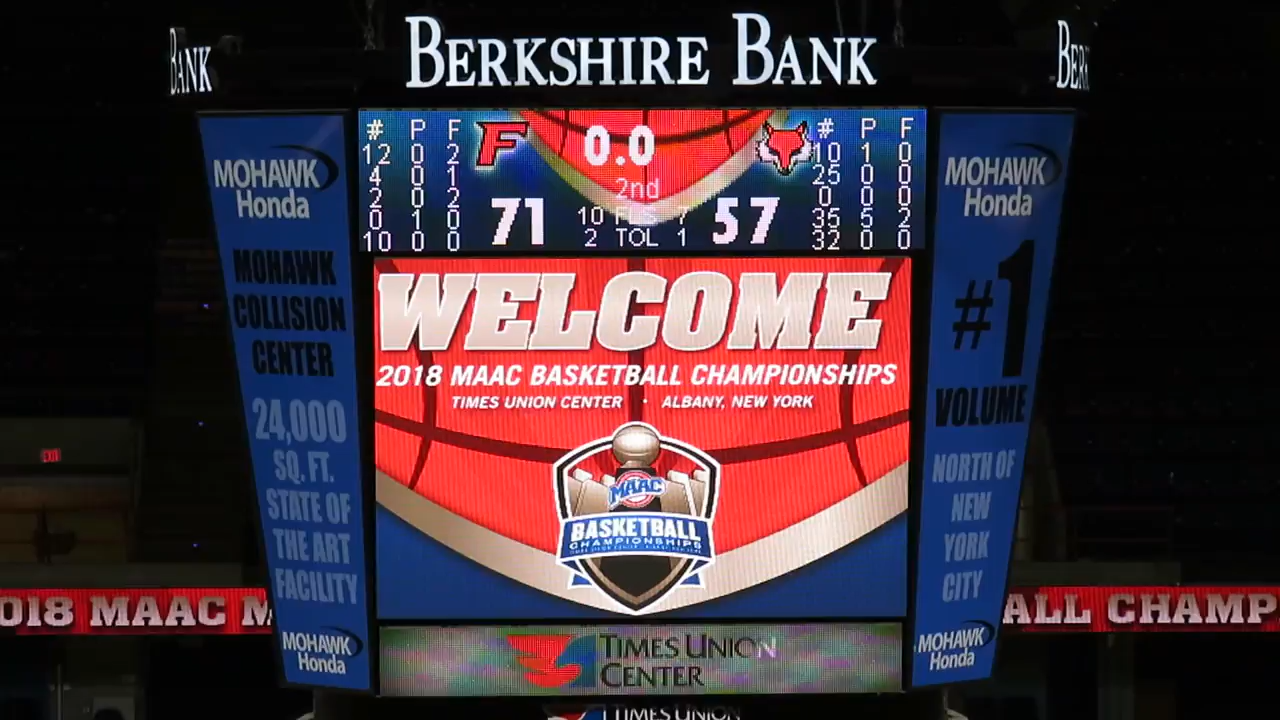 BERKSHIRE BANK
BANK
BER
MOHAWK
Honda
MOHAWK
COLLISION
CENTER
24,000
SQ. FT.
STATE OF
THE ART
FACILITY
MOHAWK
Honda
# P F
12 0 2
4 0 1
2 0 2
0 1 0
10 0 0
F
0.0
2nd
71 10 7 57
2 TOL 1
# P F
10 1 0
25 0 0
0 0 0
35 5 2
32 0 0
WELCOME
2018 MAAC BASKETBALL CHAMPIONSHIPS
TIMES UNION CENTER · ALBANY, NEW YORK
MAAC
BASKETBALL
CHAMPIONSHIPS
TIMES UNION
CENTER
MOHAWK
Honda
#1
VOLUME
NORTH OF
NEW
YORK
CITY
MOHAWK
Honda
EXIT
018 MAAC
ALL CHAMP
TIMES UNION